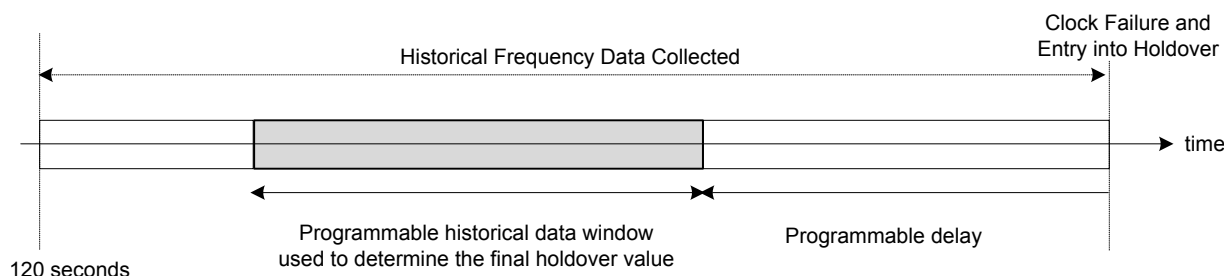 Clock Failure and
Entry into Holdover
Historical Frequency Data Collected
time
Programmable historical data window
used to determine the final holdover value
Programmable delay
120 seconds